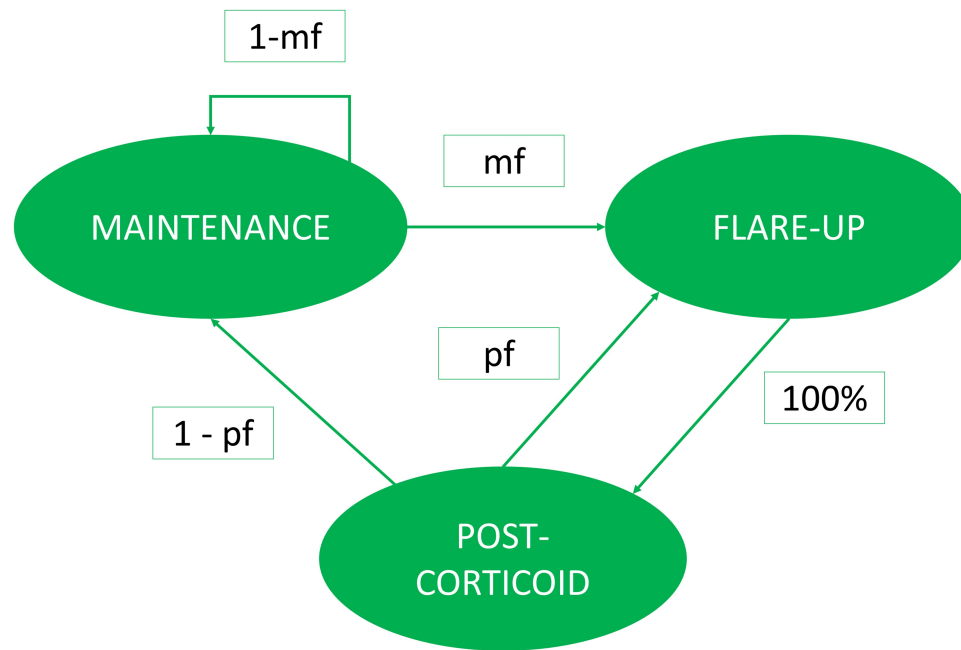 1-mf
mf
MAINTENANCE
FLARE-UP
pf
100%
1 - pf
POST-
CORTICOID